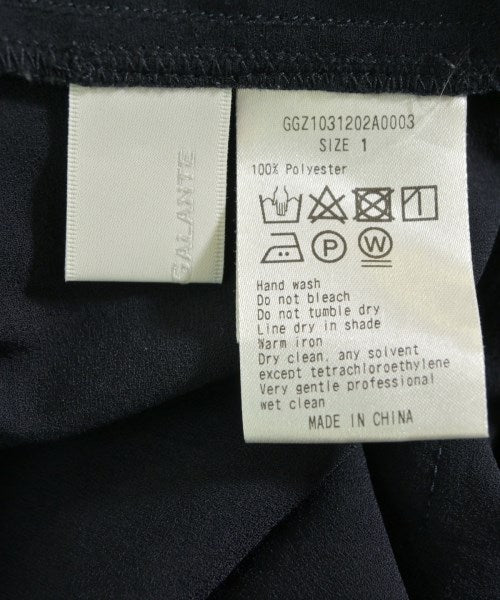 GALANTE
GGZ1031202A0003
SIZE 1
100% Polyester
P
W
Hand wash
Do not bleach
Do not tumble dry
Line dry in shade
Warm iron
Dry clean, any solvent
except tetrachloroethylene
Very gentle professional
wet clean
MADE IN CHINA